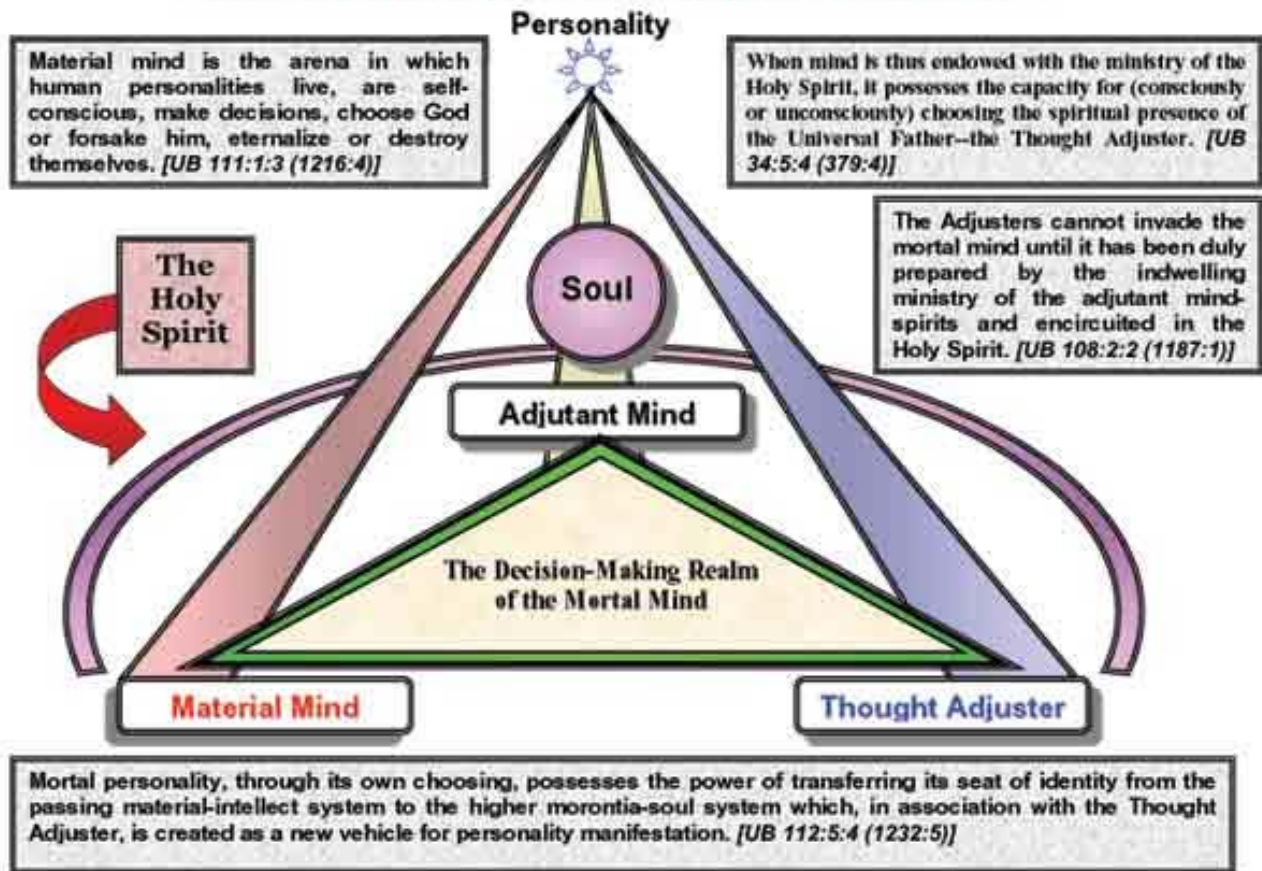 Personality
Material mind is the arena in which
human personalities live, are self-
conscious, make decisions, choose God
or forsake him, eternalize or destroy
themselves. [UB 111:1:3 (1216:4)]
When mind is thus endowed with the ministry of the
Holy Spirit, it possesses the capacity for (consciously
or unconsciously) choosing the spiritual presence of
the Universal Father--the Thought Adjuster. [UB
34:5:4 (379:4)]
The Adjusters cannot invade the
mortal mind until it has been duly
prepared by the indwelling
ministry of the adjutant mind-
spirits and encircuited in the
Holy Spirit. [UB 108:2:2 (1187:1)]
The
Holy
Spirit
Soul
Adjutant Mind
The Decision-Making Realm
of the Mortal Mind
Material Mind
Thought Adjuster
Mortal personality, through its own choosing, possesses the power of transferring its seat of identity from the
passing material-intellect system to the higher morontia-soul system which, in association with the Thought
Adjuster, is created as a new vehicle for personality manifestation. [UB 112:5:4 (1232:5)]